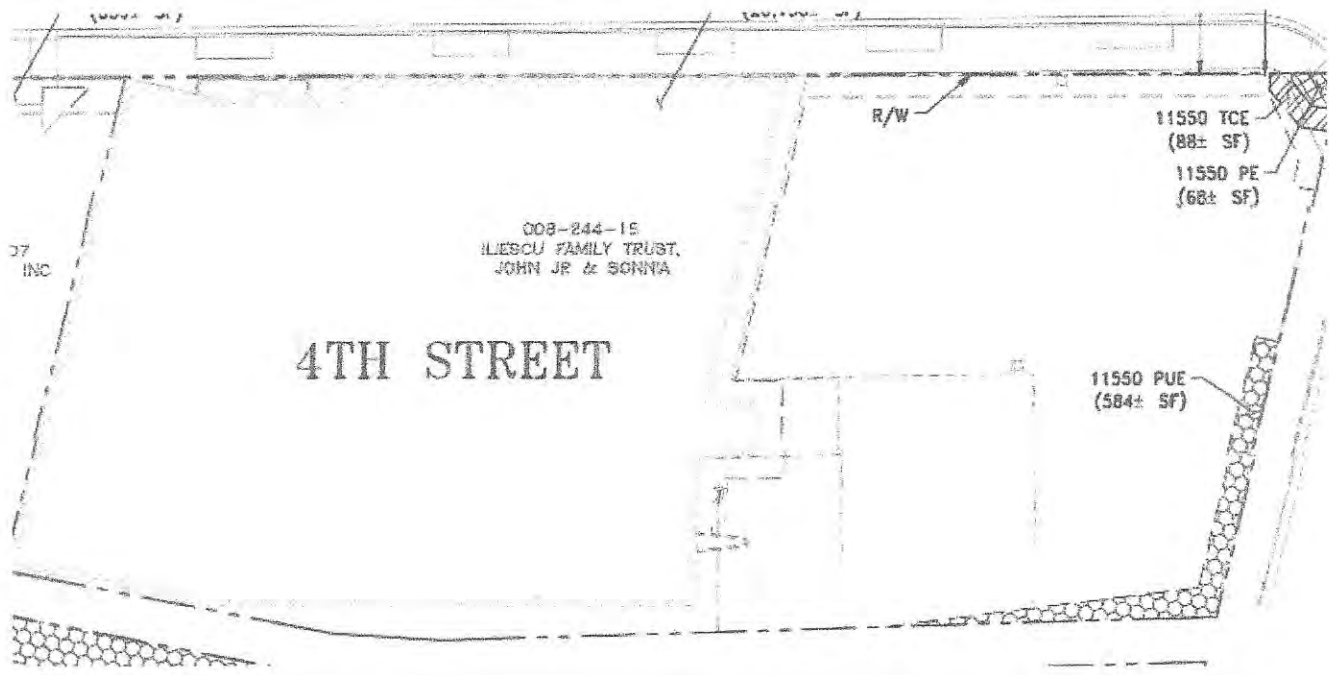 R/W
11550 TCE
(88± SF)
11550 PE
(68± SF)
008-244-15
ILIESCU FAMILY TRUST,
JOHN JR & SONNIA
07
INC
4TH STREET
11550 PUE
(584± SF)